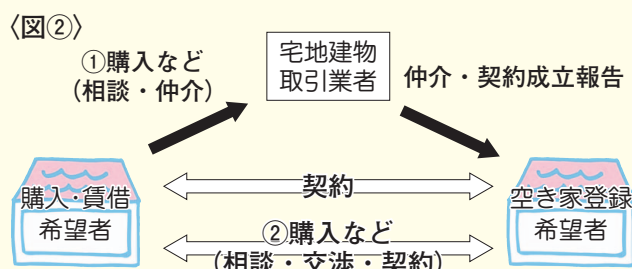 〈図②〉
①購入など
(相談・仲介)
宅地建物
取引業者
仲介・契約成立報告
購入・賃借
希望者
契約
空き家登録
希望者
②購入など
(相談・交渉・契約)